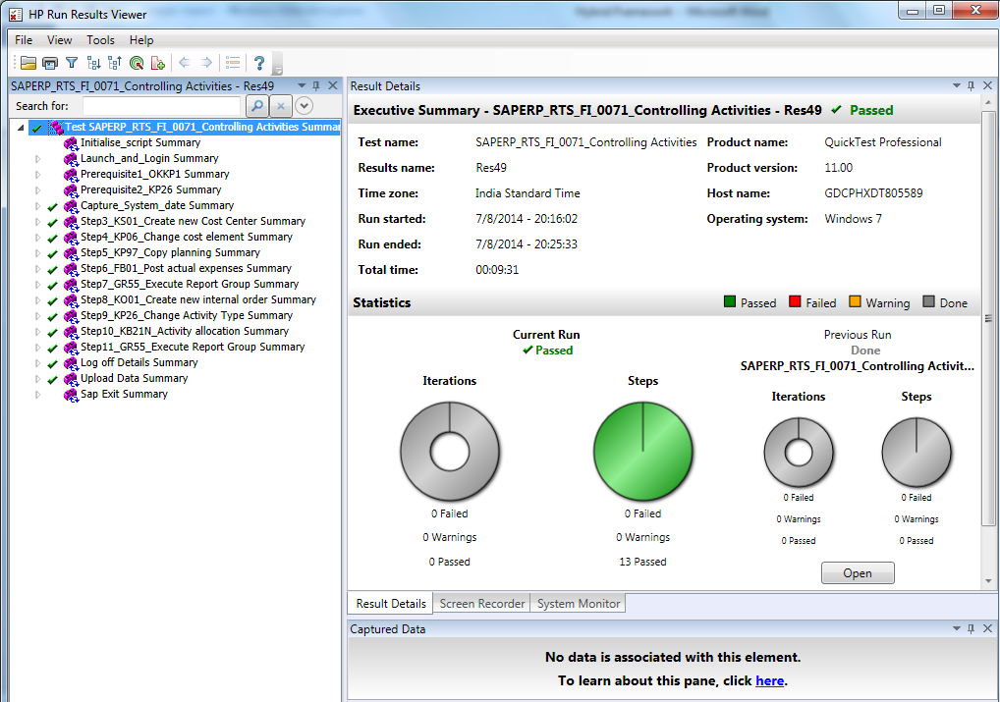 HP Run Results Viewer
File View Tools Help
SAPERP_RTS_FI_0071_Controlling Activities - Res49
Search for:
Test SAPERP_RTS_FI_0071_Controlling Activities Summar
Initialise_script Summary
Launch_and_Login Summary
Prerequisite1_OKKP1 Summary
Prerequisite2_KP26 Summary
Capture_System_date Summary
Step3_KS01_Create new Cost Center Summary
Step4_KP06_Change cost element Summary
Step5_KP97_Copy planning Summary
Step6_FB01_Post actual expenses Summary
Step7_GR55_Execute Report Group Summary
Step8_KO01_Create new internal order Summary
Step9_KP26_Change Activity Type Summary
Step10_KB21N_Activity allocation Summary
Step11_GR55_Execute Report Group Summary
Log off Details Summary
Upload Data Summary
Sap Exit Summary
Result Details
Executive Summary - SAPERP_RTS_FI_0071_Controlling Activities - Res49 Passed
Test name: SAPERP_RTS_FI_0071_Controlling Activities Product name: QuickTest Professional
Results name: Res49 Product version: 11.00
Time zone: India Standard Time Host name: GDCPHXDT805589
Run started: 7/8/2014 - 20:16:02 Operating system: Windows 7
Run ended: 7/8/2014 - 20:25:33
Total time: 00:09:31
Statistics Passed Failed Warning Done
Current Run
Passed
Iterations Steps
0 Failed 0 Failed
0 Warnings 0 Warnings
0 Passed 13 Passed
Previous Run
Done
SAPERP_RTS_FI_0071_Controlling Activit...
Iterations Steps
0 Failed 0 Failed
0 Warnings 0 Warnings
0 Passed 0 Passed
Open
Result Details Screen Recorder System Monitor
Captured Data
No data is associated with this element.
To learn about this pane, click here.